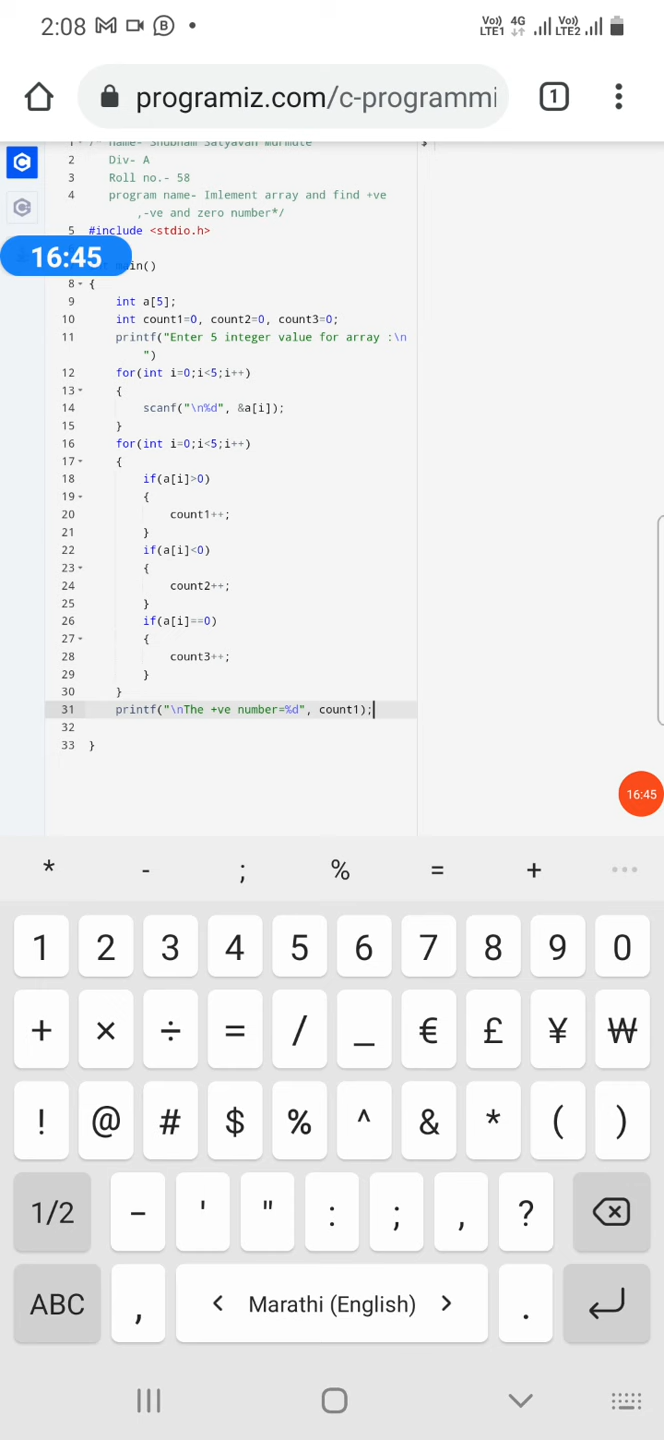 2:08
Vo)) 4G Vo))
LTE1 LTE2
programiz.com/c-programmi
1
1 /* name- Shubham Satyavan Murmute
2 Div- A
3 Roll no.- 58
4 program name- Imlement array and find +ve
,-ve and zero number*/
5 #include <stdio.h>
16:45
main()
8 {
9 int a[5];
10 int count1=0, count2=0, count3=0;
11 printf("Enter 5 integer value for array :\n
")
12 for(int i=0;i<5;i++)
13 {
14 scanf("\n%d", &a[i]);
15 }
16 for(int i=0;i<5;i++)
17 {
18 if(a[i]>0)
19 {
20 count1++;
21 }
22 if(a[i]<0)
23 {
24 count2++;
25 }
26 if(a[i]==0)
27 {
28 count3++;
29 }
30 }
31 printf("\nThe +ve number=%d", count1);
32
33 }
16:45
* - ; % = +
1 2 3 4 5 6 7 8 9 0
+ × ÷ = / _ € £ ¥ ₩
! @ # $ % ^ & * ( )
1/2 - ' " : ; , ?
ABC , < Marathi (English) > .